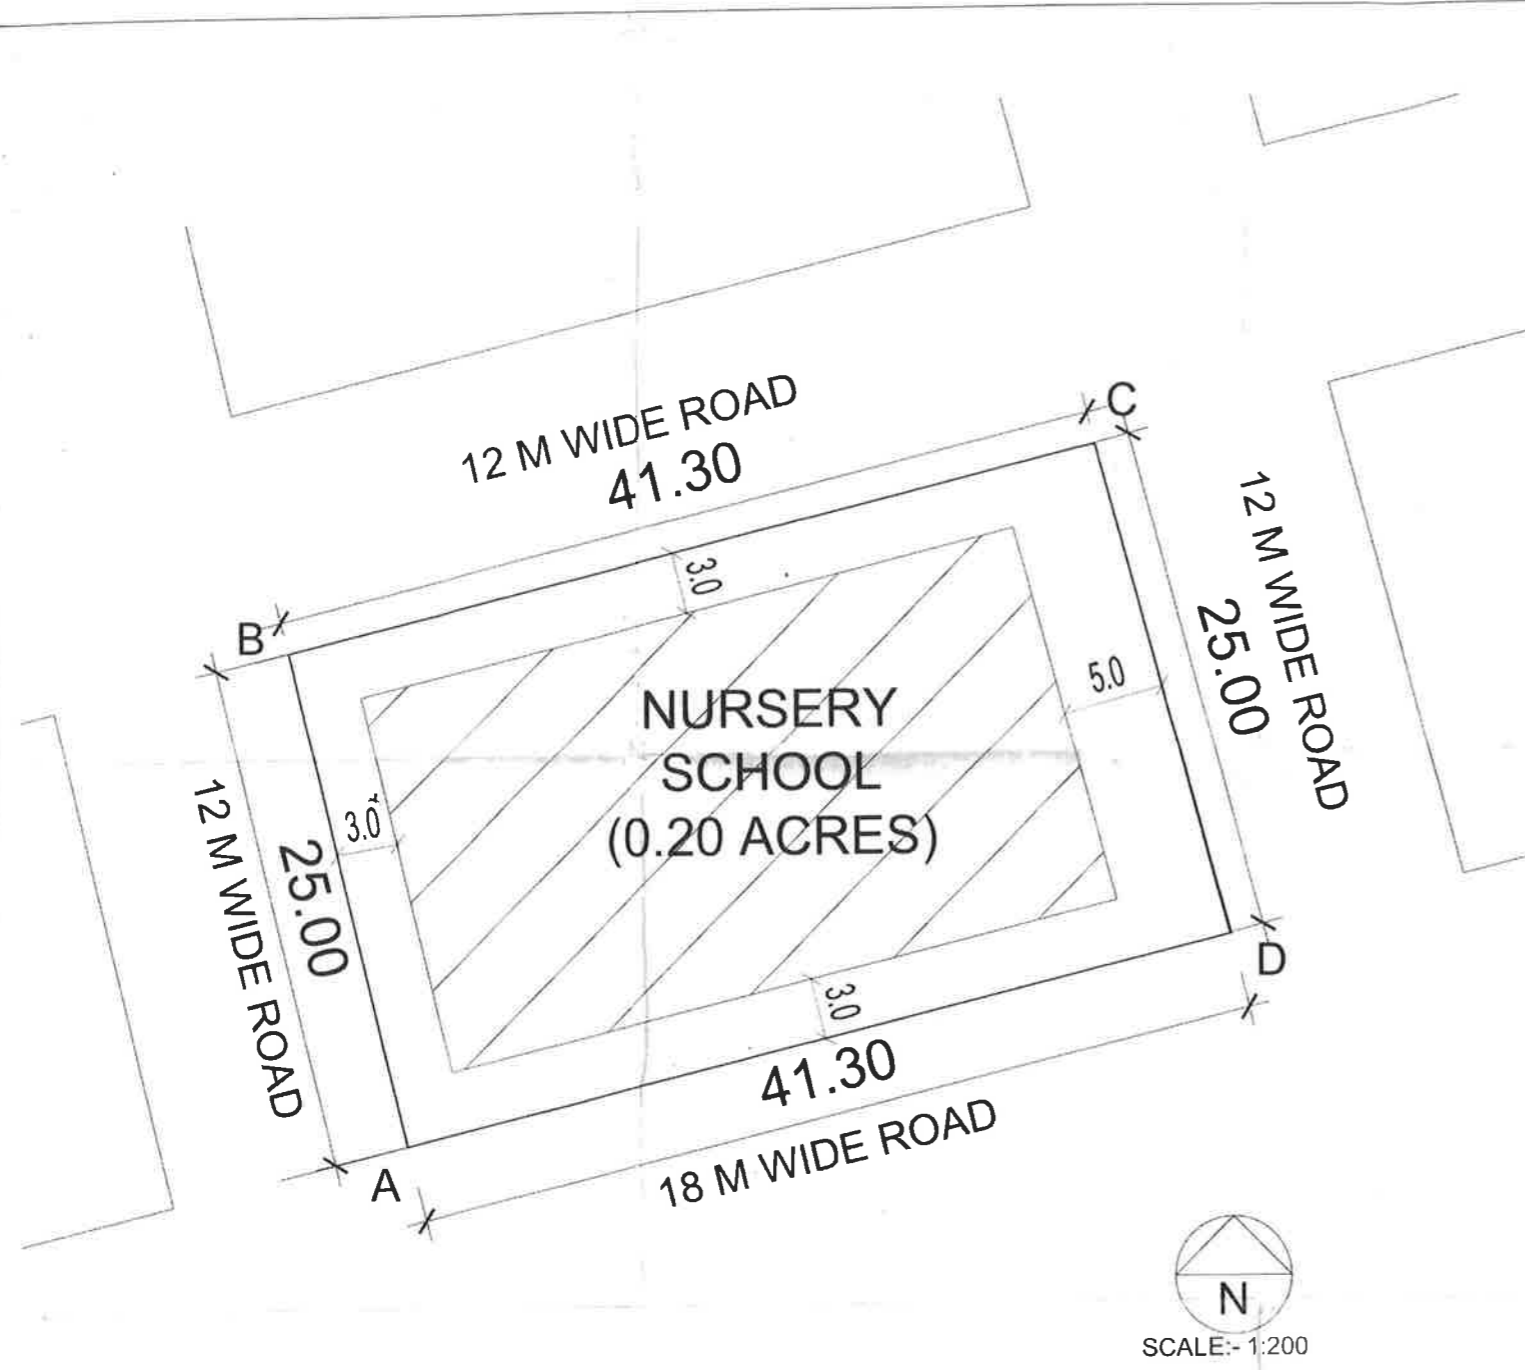 12 M WIDE ROAD
41.30
C
B
3.0
12 M WIDE ROAD
25.00
5.0
NURSERY
SCHOOL
(0.20 ACRES)
3.0
12 M WIDE ROAD
25.00
3.0
D
41.30
18 M WIDE ROAD
A
N
SCALE:- 1:200